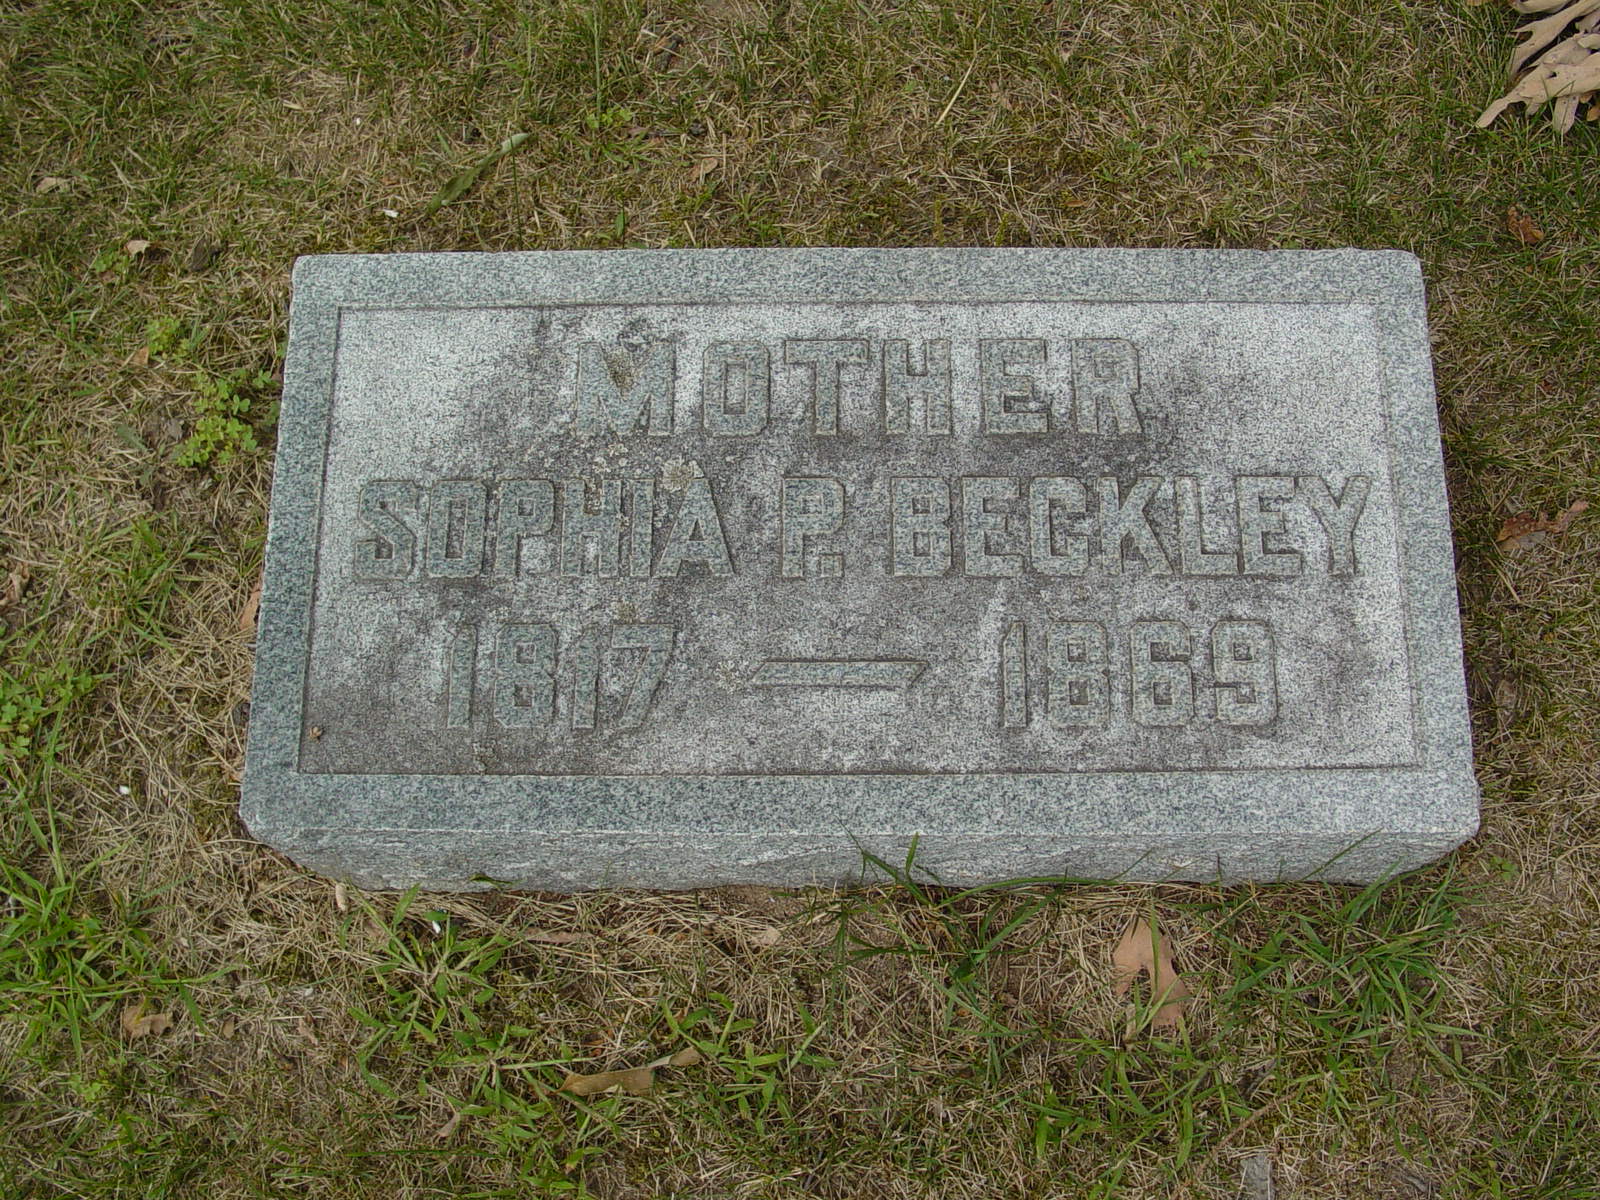 MOTHER
SOPHIA P. BECKLEY
1817 — 1869